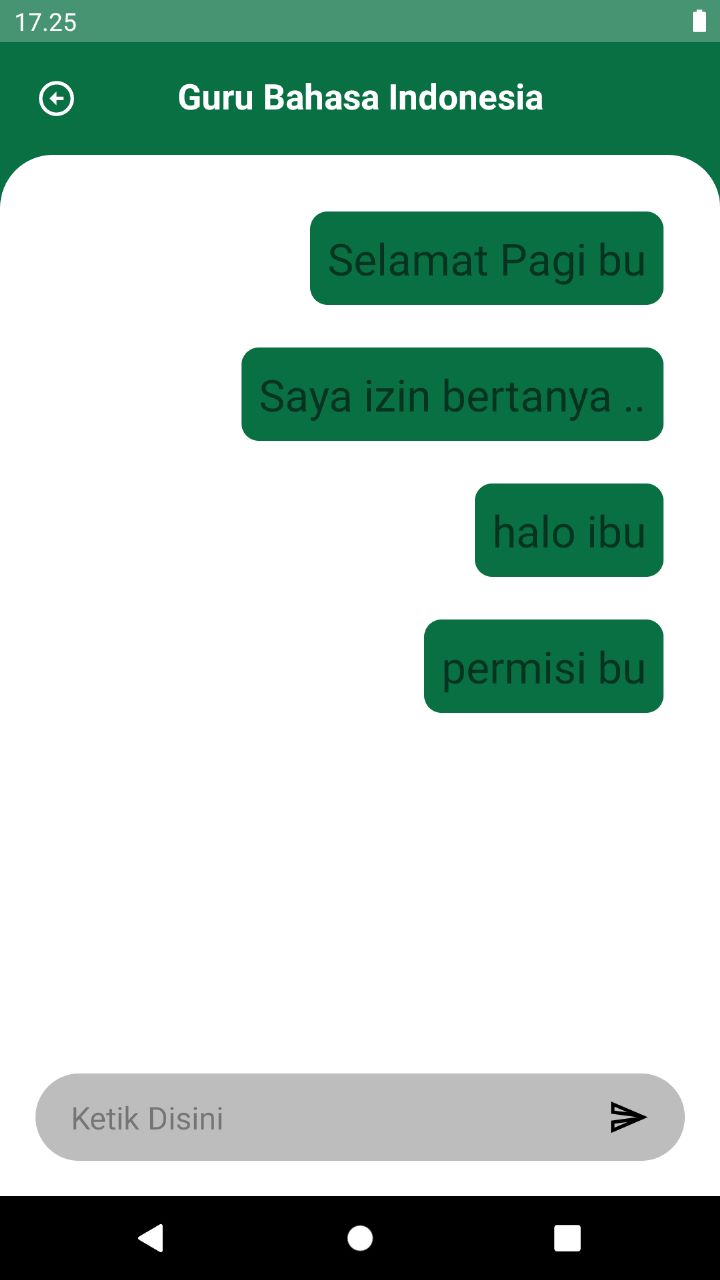 17.25
Guru Bahasa Indonesia
Selamat Pagi bu
Saya izin bertanya ..
halo ibu
permisi bu
Ketik Disini